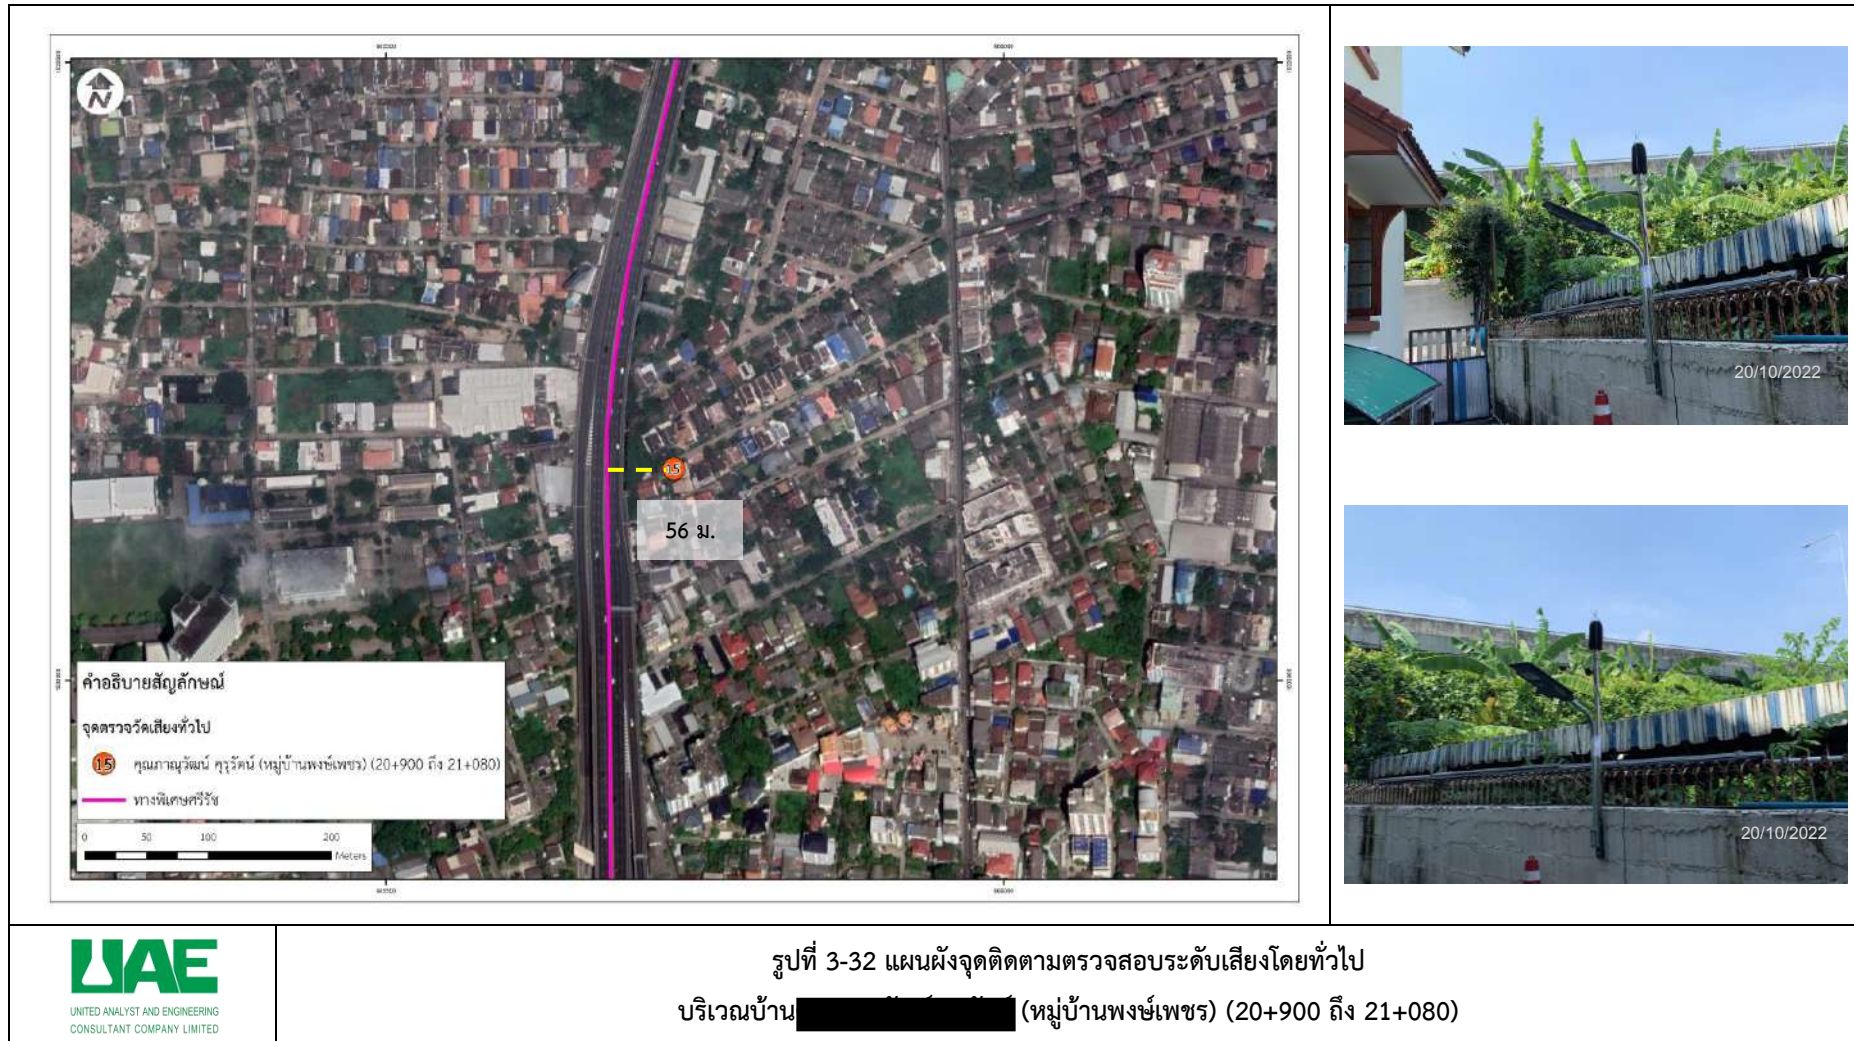 N
15
56 ม.
คำอธิบายสัญลักษณ์
จุดตรวจวัดเสียงทั่วไป
15 คุณภาณุวัฒน์ คุรุรัตน์ (หมู่บ้านพงษ์เพชร) (20+900 ถึง 21+080)
ทางพิเศษศรีรัช
0 50 100 200
Meters
20/10/2022
20/10/2022
UAE
UNITED ANALYST AND ENGINEERING
CONSULTANT COMPANY LIMITED
รูปที่ 3-32 แผนผังจุดติดตามตรวจสอบระดับเสียงโดยทั่วไป
บริเวณบ้าน (หมู่บ้านพงษ์เพชร) (20+900 ถึง 21+080)